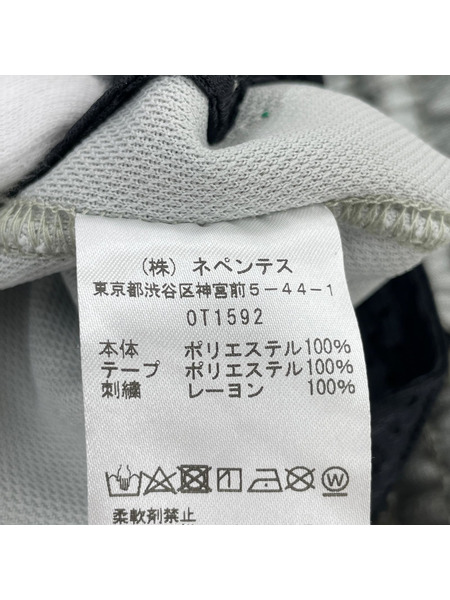 (株) ネペンテス
東京都渋谷区神宮前5-44-1
OT1592
本体 ポリエステル100%
テープ ポリエステル100%
刺繍 レーヨン 100%
W
柔軟剤禁止